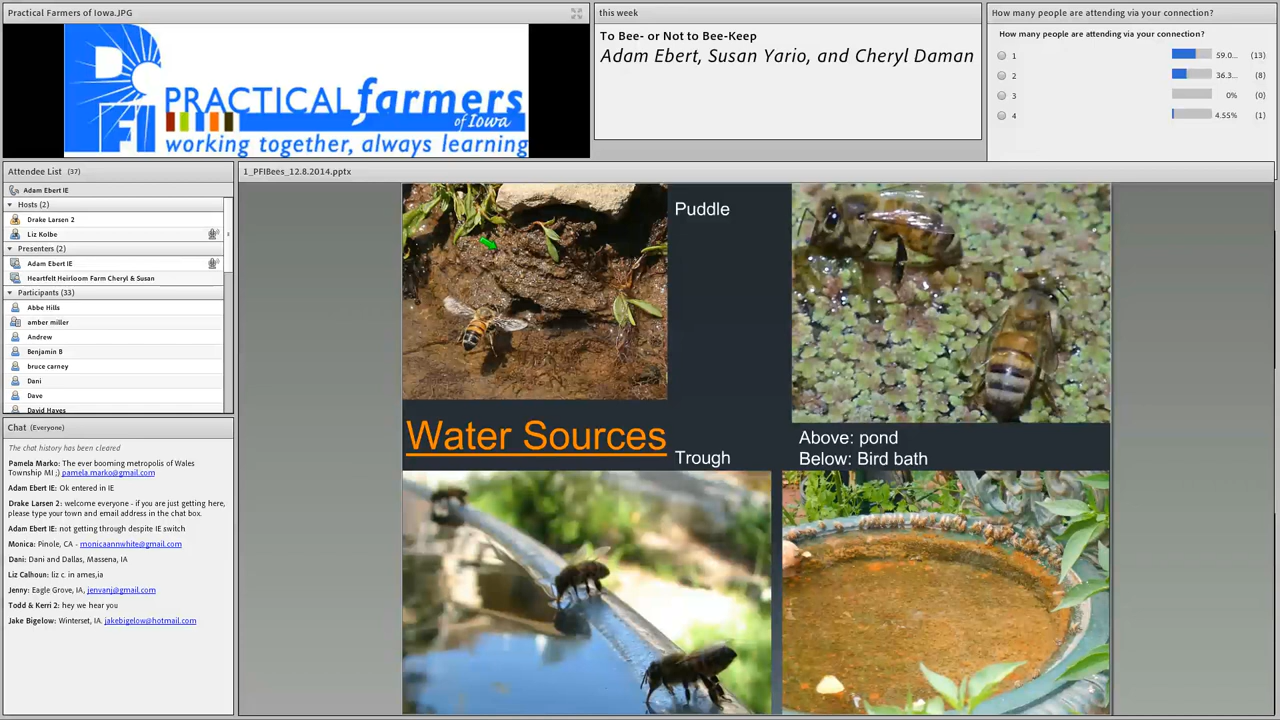 Practical Farmers of Iowa.JPG
PFI
PRACTICAL farmers
of Iowa
working together, always learning
this week
To Bee- or Not to Bee-Keep
Adam Ebert, Susan Yario, and Cheryl Daman
How many people are attending via your connection?
How many people are attending via your connection?
1 59.0... (13)
2 36.3... (8)
3 0% (0)
4 4.55% (1)
Attendee List (37)
Adam Ebert IE
Hosts (2)
Drake Larsen 2
Liz Kolbe
Presenters (2)
Adam Ebert IE
Heartfelt Heirloom Farm Cheryl & Susan
Participants (33)
Abbe Hills
amber miller
Andrew
Benjamin B
bruce carney
Dani
Dave
David Hayes
Chat (Everyone)
The chat history has been cleared
Pamela Marko: The ever booming metropolis of Wales
Township MI ;) pamela.marko@gmail.com
Adam Ebert IE: Ok entered in IE
Drake Larsen 2: welcome everyone - if you are just getting here,
please type your town and email address in the chat box.
Adam Ebert IE: not getting through despite IE switch
Monica: Pinole, CA - monicaannwhite@gmail.com
Dani: Dani and Dallas, Massena, IA
Liz Calhoun: liz c. in ames,ia
Jenny: Eagle Grove, IA, jenvanj@gmail.com
Todd & Kerri 2: hey we hear you
Jake Bigelow: Winterset, IA. jakebigelow@hotmail.com
1_PFIBees_12.8.2014.pptx
Puddle
Water Sources
Trough
Above: pond
Below: Bird bath